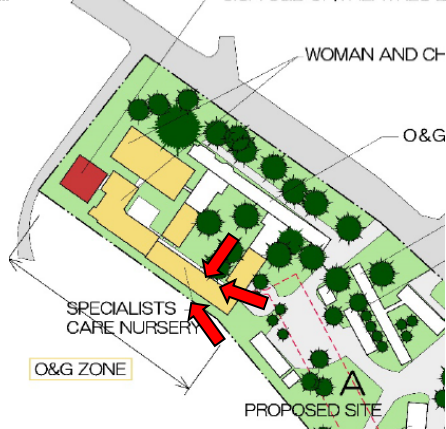 WOMAN AND CH
O&G
SPECIALISTS
CARE NURSERY
O&G ZONE
A
PROPOSED SITE